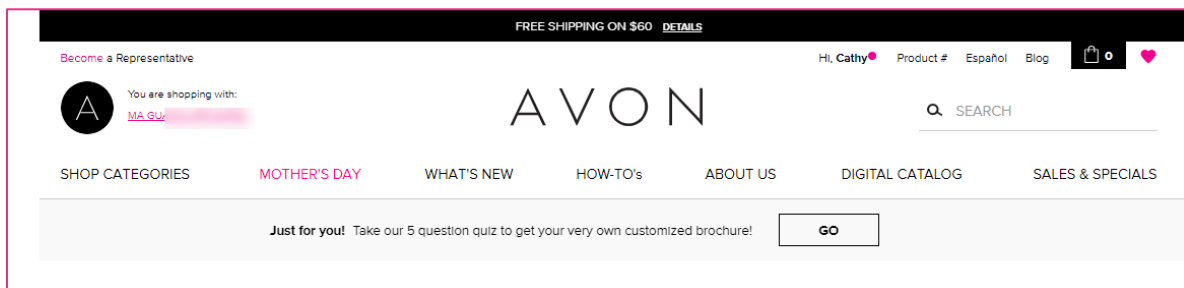 FREE SHIPPING ON $60 DETAILS
Become a Representative
Hi, Cathy Product # Español Blog 0
A
You are shopping with:
MA
AVON
SEARCH
SHOP CATEGORIES MOTHER'S DAY WHAT'S NEW HOW-TO's ABOUT US DIGITAL CATALOG SALES & SPECIALS
Just for you! Take our 5 question quiz to get your very own customized brochure! GO